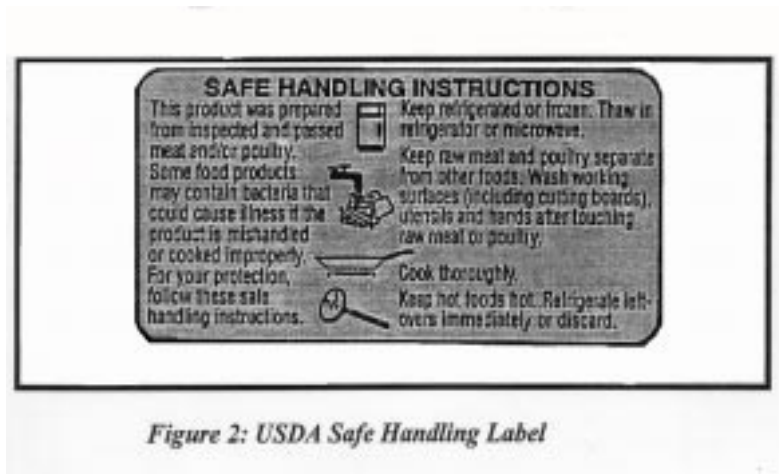 SAFE HANDLING INSTRUCTIONS
This product was prepared
from inspected and passed
meat and/or poultry.
Some food products
may contain bacteria that
could cause illness if the
product is mishandled
or cooked improperly.
For your protection,
follow these safe
handling instructions.
Keep refrigerated or frozen. Thaw in
refrigerator or microwave.
Keep raw meat and poultry separate
from other foods. Wash working
surfaces (including cutting boards),
utensils and hands after touching
raw meat or poultry.
Cook thoroughly.
Keep hot foods hot. Refrigerate left-
overs immediately or discard.
Figure 2: USDA Safe Handling Label